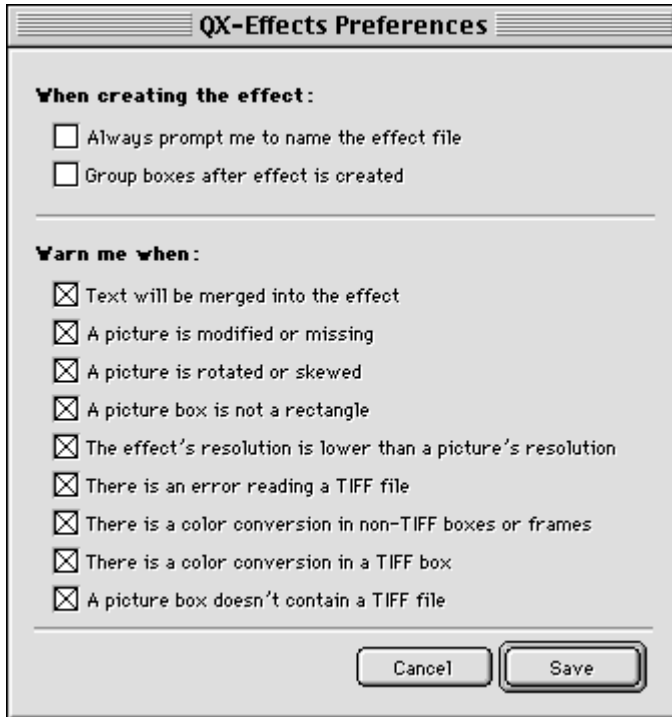 QX-Effects Preferences
When creating the effect:
Always prompt me to name the effect file
Group boxes after effect is created
Warn me when:
Text will be merged into the effect
A picture is modified or missing
A picture is rotated or skewed
A picture box is not a rectangle
The effect's resolution is lower than a picture's resolution
There is an error reading a TIFF file
There is a color conversion in non-TIFF boxes or frames
There is a color conversion in a TIFF box
A picture box doesn't contain a TIFF file
Cancel Save